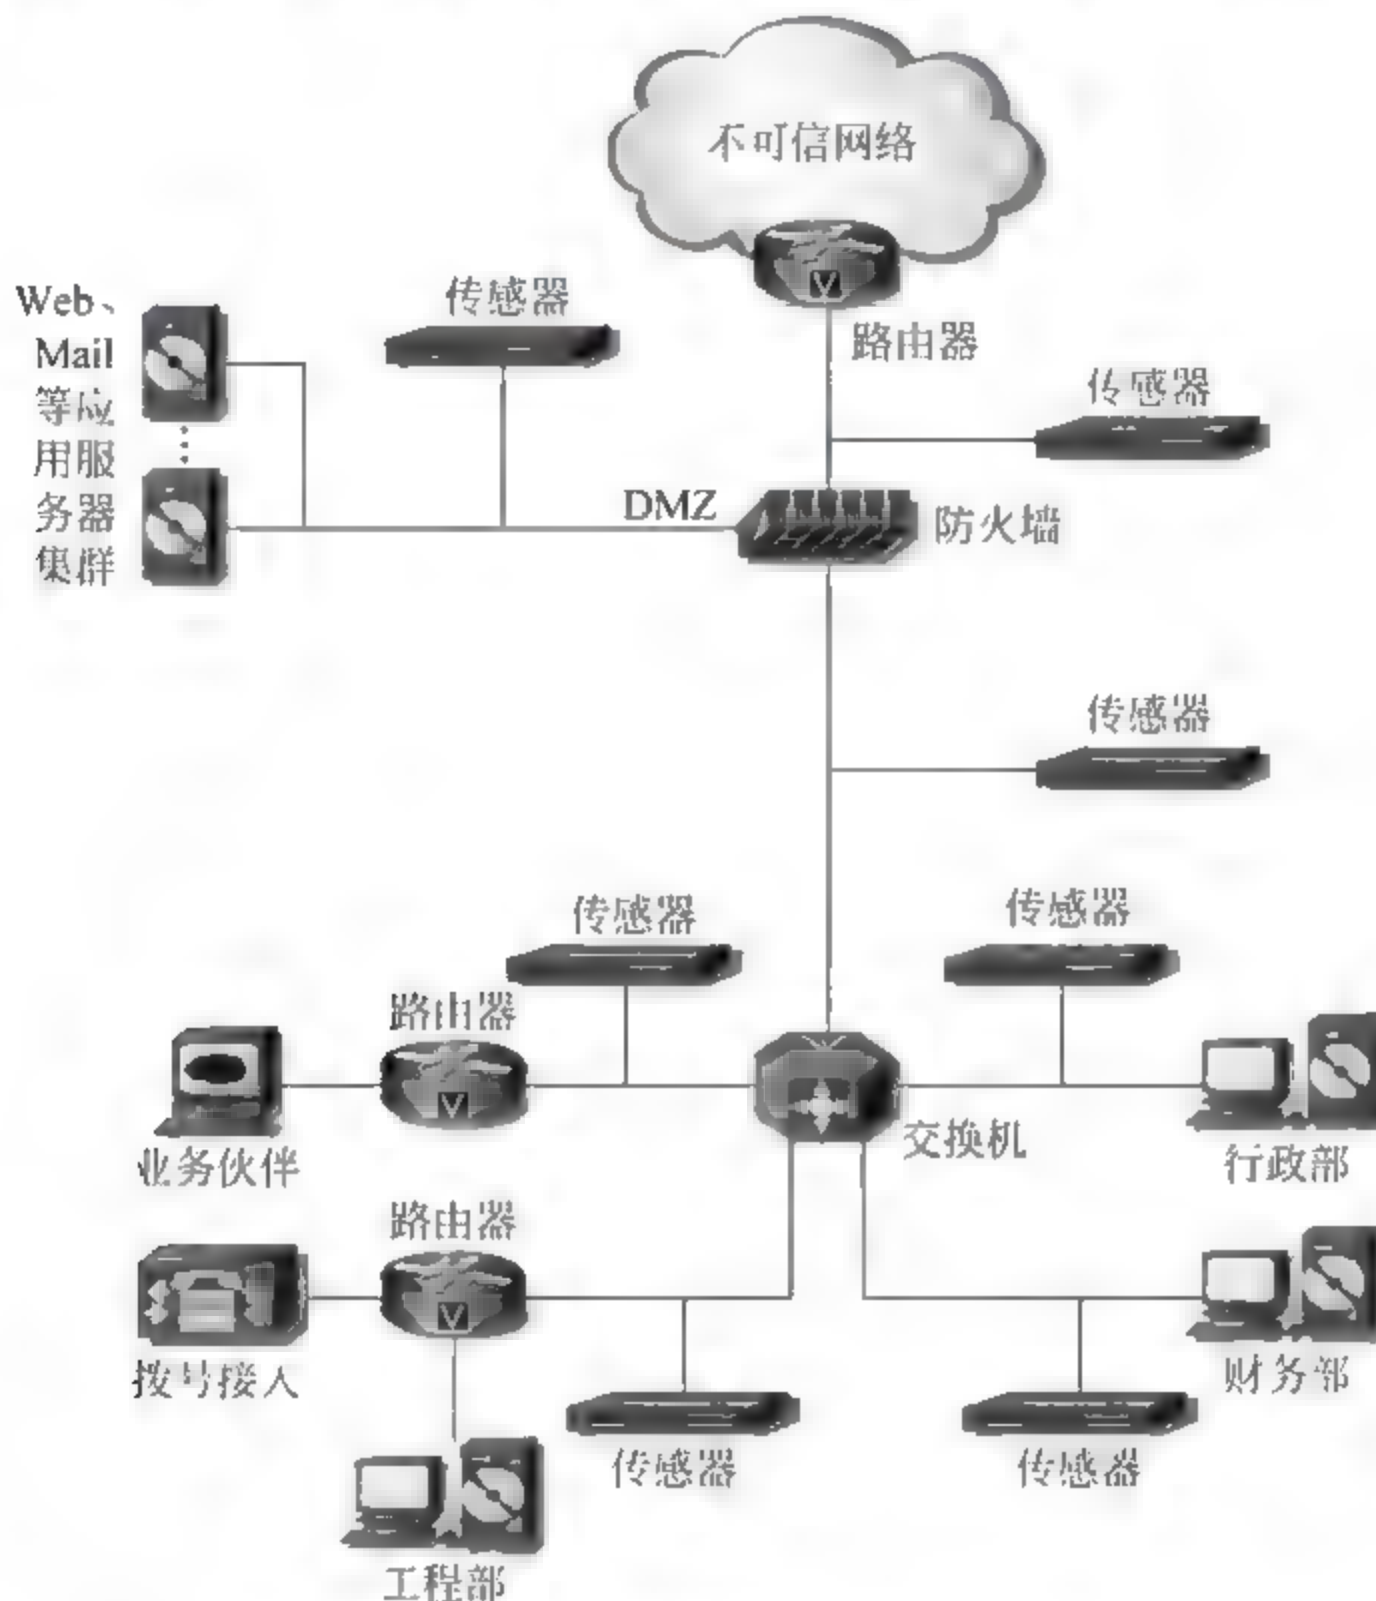 不可信网络
路由器
传感器
传感器
Web、
Mail
等应
用服
务器
集群
DMZ
防火墙
传感器
传感器
传感器
路由器
业务伙伴
交换机
行政部
路由器
拨号接入
财务部
传感器
传感器
工程部